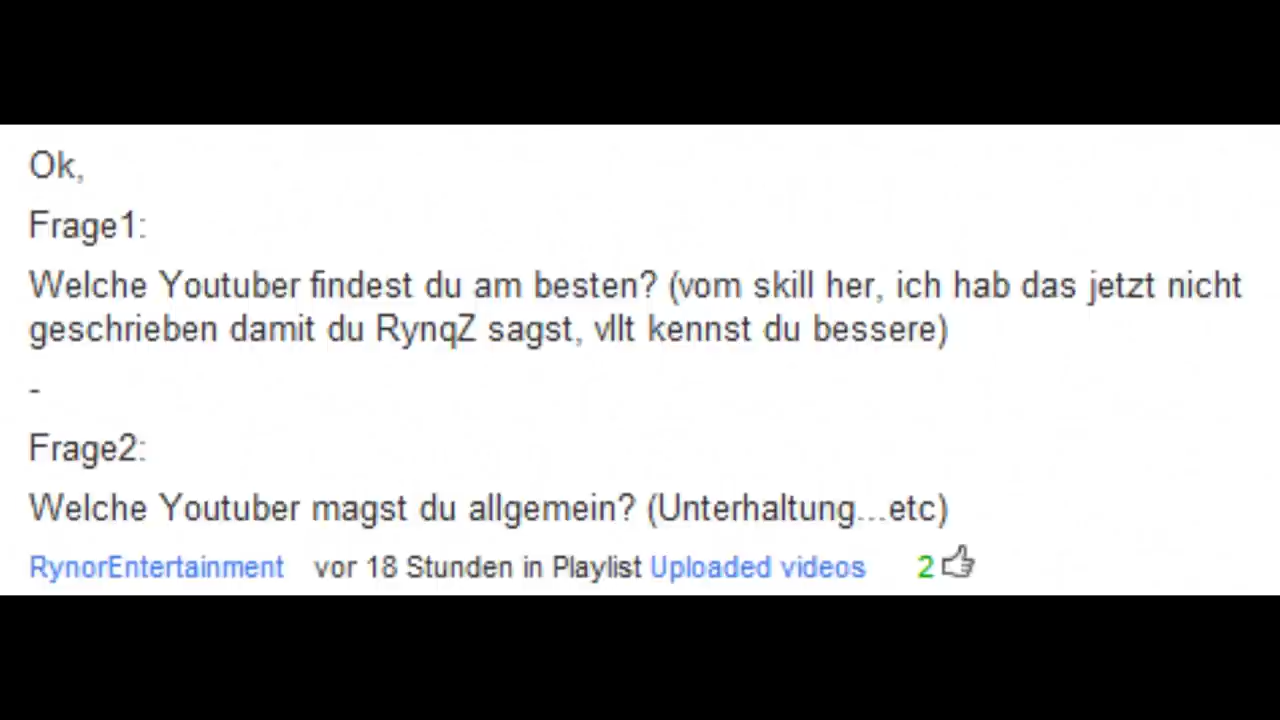 Ok,
Frage1:
Welche Youtuber findest du am besten? (vom skill her, ich hab das jetzt nicht
geschrieben damit du RynqZ sagst, vllt kennst du bessere)
-
Frage2:
Welche Youtuber magst du allgemein? (Unterhaltung...etc)
RynorEntertainment vor 18 Stunden in Playlist Uploaded videos 2